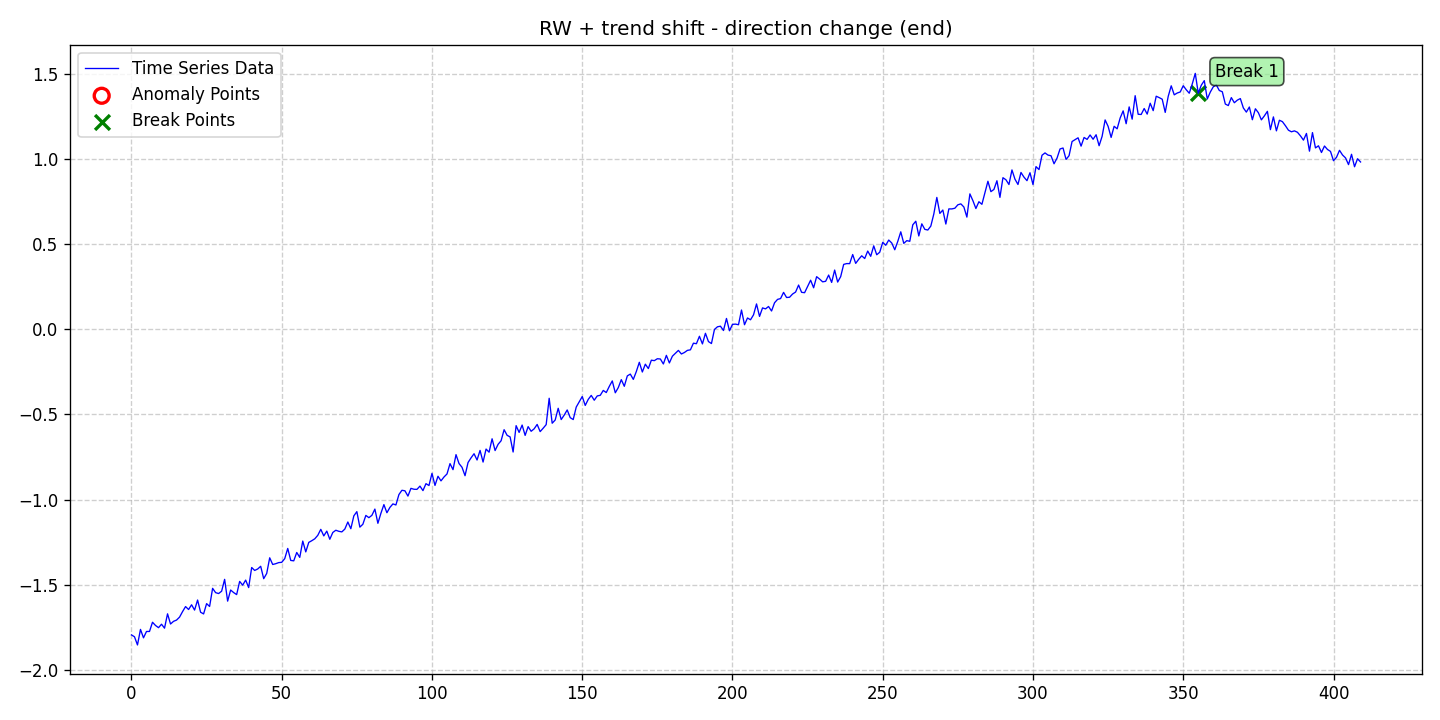 RW + trend shift - direction change (end)
Time Series Data
Anomaly Points
Break Points
Break 1
1.5
1.0
0.5
0.0
−0.5
−1.0
−1.5
−2.0
0 50 100 150 200 250 300 350 400